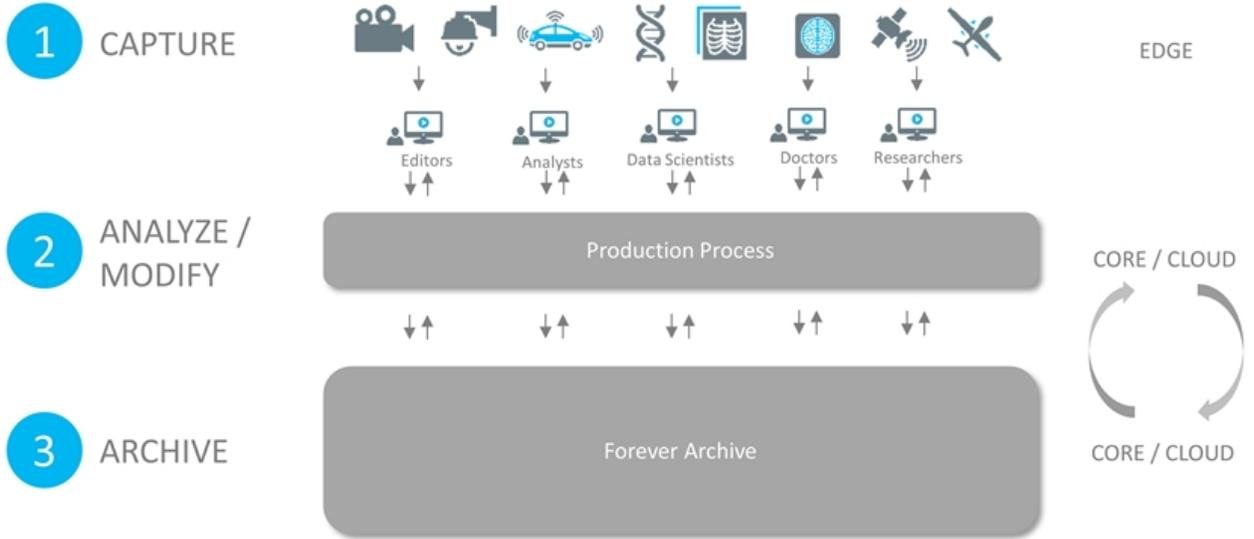 1 CAPTURE
EDGE
Editors Analysts Data Scientists Doctors Researchers
2 ANALYZE /
MODIFY
Production Process
CORE / CLOUD
3 ARCHIVE
Forever Archive
CORE / CLOUD